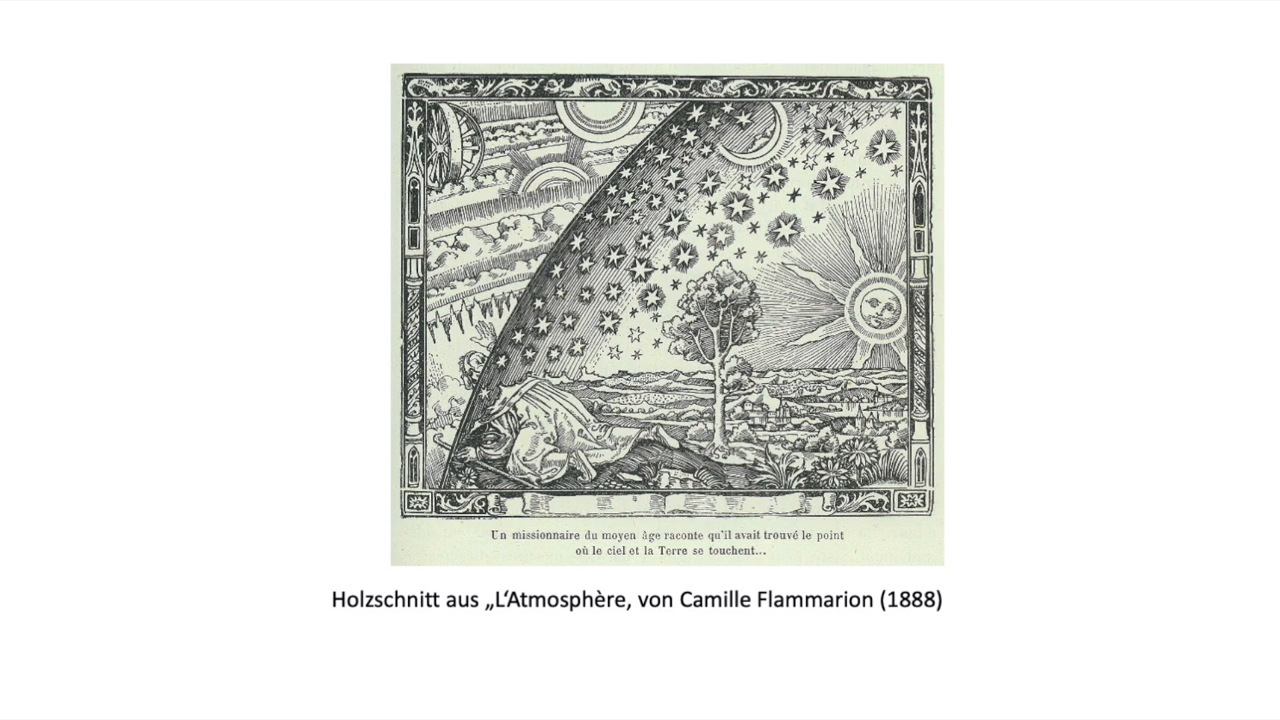 Un missionnaire du moyen âge raconte qu'il avait trouvé le point
où le ciel et la Terre se touchent...
Holzschnitt aus „L‘Atmosphère, von Camille Flammarion (1888)